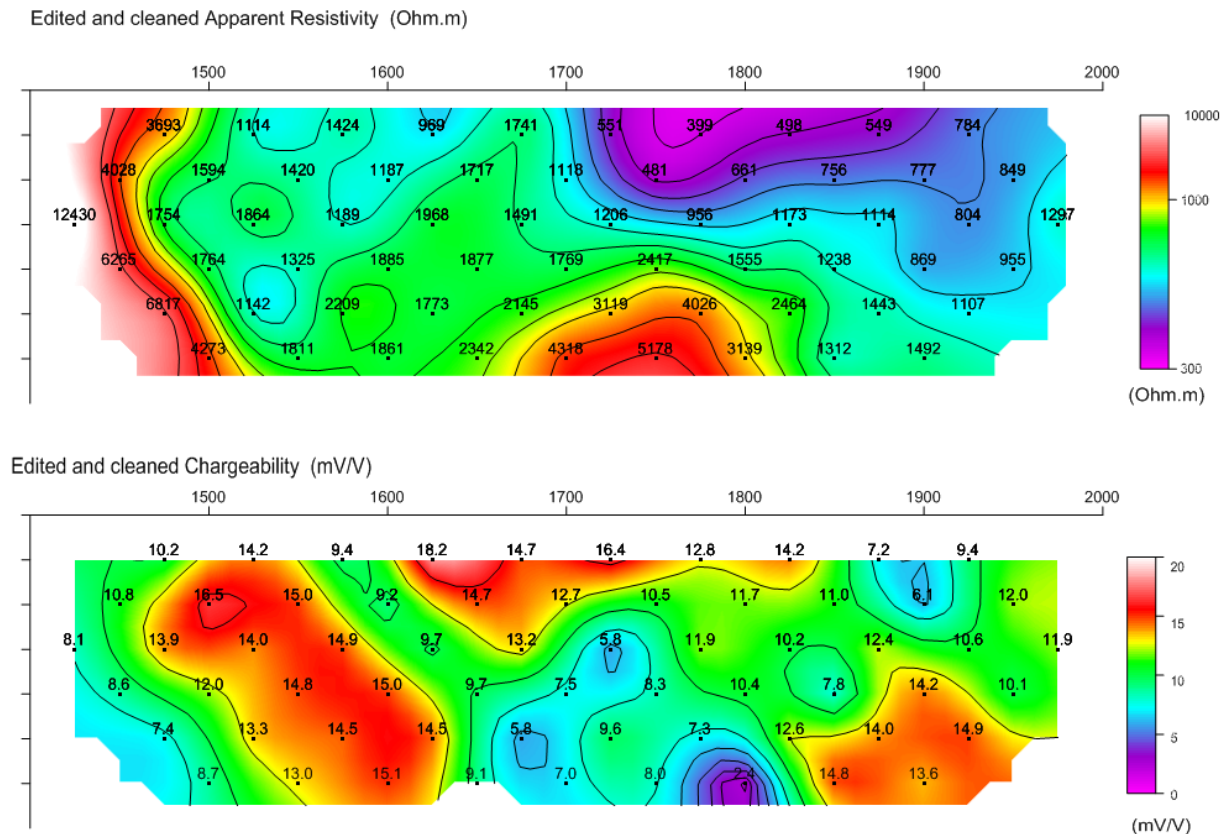 Edited and cleaned Apparent Resistivity (Ohm.m)
1500 1600 1700 1800 1900 2000
3693 1114 1424 969 1741 551 399 498 549 784
4028 1594 1420 1187 1717 1118 481 661 756 777 849
12430 1754 1864 1189 1968 1491 1206 956 1173 1114 804 1297
6265 1764 1325 1885 1877 1769 2417 1555 1238 869 955
6817 1142 2209 1773 2145 3119 4026 2464 1443 1107
4273 1811 1861 2342 4318 5178 3139 1312 1492
10000
1000
300
(Ohm.m)
Edited and cleaned Chargeability (mV/V)
1500 1600 1700 1800 1900 2000
10.2 14.2 9.4 18.2 14.7 16.4 12.8 14.2 7.2 9.4
10.8 16.5 15.0 9.2 14.7 12.7 10.5 11.7 11.0 6.1 12.0
8.1 13.9 14.0 14.9 9.7 13.2 5.8 11.9 10.2 12.4 10.6 11.9
8.6 12.0 14.8 15.0 9.7 7.5 8.3 10.4 7.8 14.2 10.1
7.4 13.3 14.5 14.5 5.8 9.6 7.3 12.6 14.0 14.9
8.7 13.0 15.1 9.1 7.0 8.0 2.4 14.8 13.6
20
15
10
5
0
(mV/V)